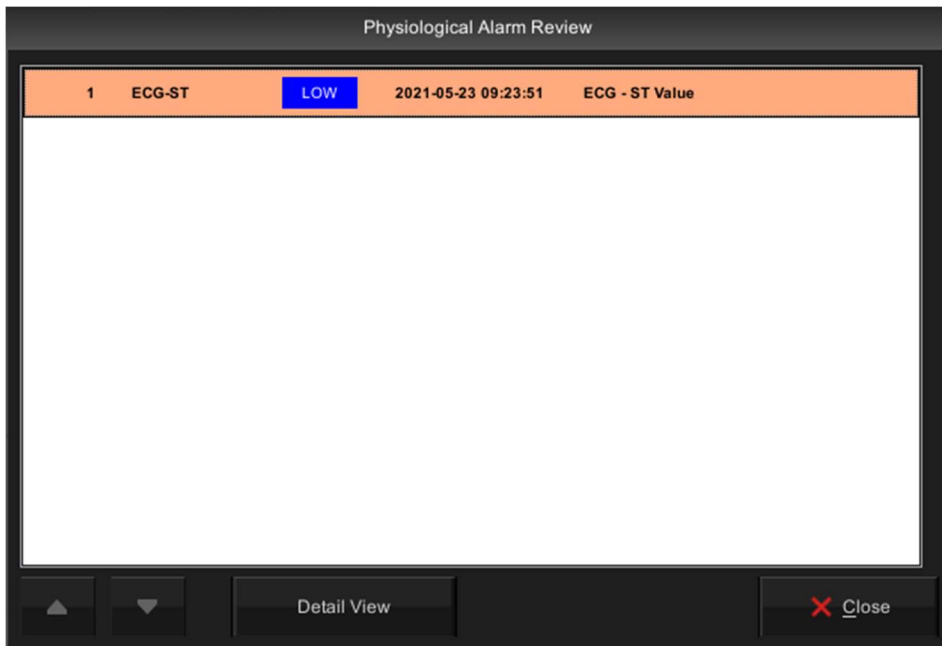 Physiological Alarm Review
1 ECG-ST LOW 2021-05-23 09:23:51 ECG - ST Value
Detail View Close